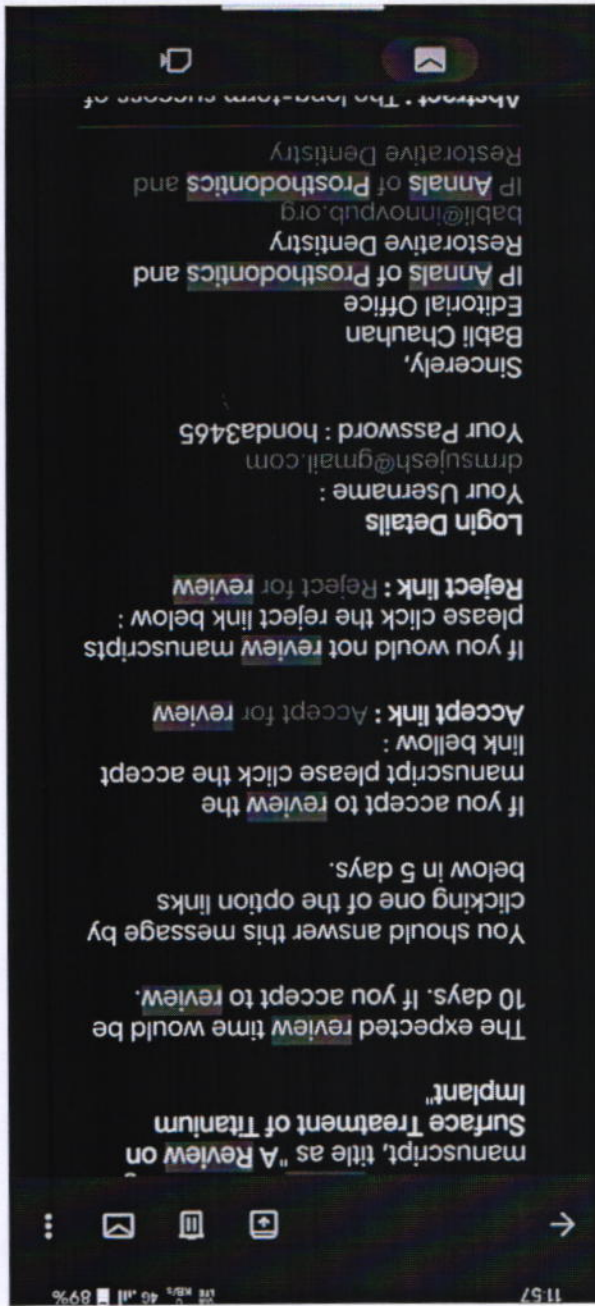 11:57
4G 89%
manuscript, title as "A Review on
Surface Treatment of Titanium
Implant"
The expected review time would be
10 days. If you accept to review.
You should answer this message by
clicking one of the option links
below in 5 days.
If you accept to review the
manuscript please click the accept
link bellow :
Accept link : Accept for review
If you would not review manuscripts
please click the reject link below :
Reject link : Reject for review
Login Details
Your Username :
drmsujesh@gmail.com
Your Password : honda3465
Sincerely,
Babli Chauhan
Editorial Office
IP Annals of Prosthodontics and
Restorative Dentistry
babli@innovpub.org
IP Annals of Prosthodontics and
Restorative Dentistry
Abstract : The long-term success of